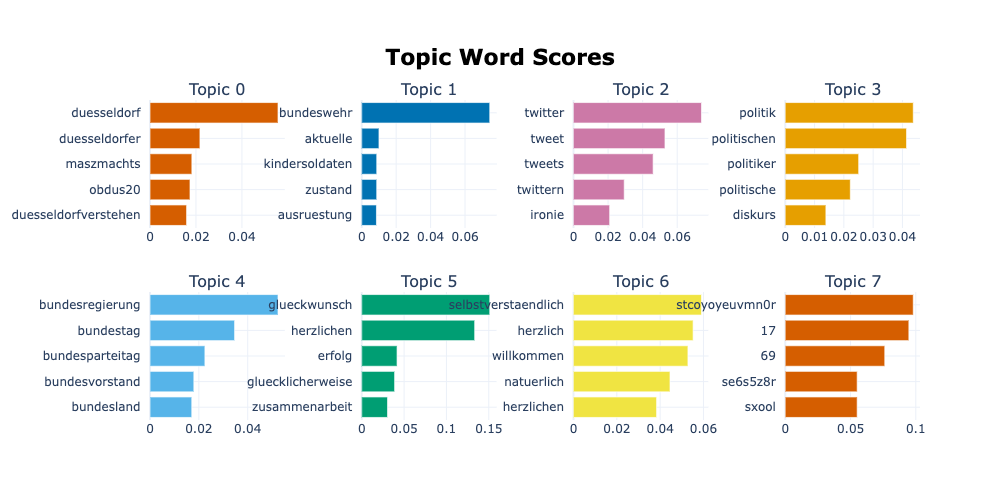 Topic Word Scores
Topic 0
duesseldorf
duesseldorfer
maszmachts
obdus20
duesseldorfverstehen
0 0.02 0.04
Topic 1
bundeswehr
aktuelle
kindersoldaten
zustand
ausruestung
0 0.02 0.04 0.06
Topic 2
twitter
tweet
tweets
twittern
ironie
0 0.02 0.04 0.06
Topic 3
politik
politischen
politiker
politische
diskurs
0 0.01 0.02 0.03 0.04
Topic 4
bundesregierung
bundestag
bundesparteitag
bundesvorstand
bundesland
0 0.02 0.04
Topic 5
glueckwunsch
herzlichen
erfolg
gluecklicherweise
zusammenarbeit
0 0.05 0.1 0.15
Topic 6
selbstverstaendlich
herzlich
willkommen
natuerlich
herzlichen
0 0.02 0.04 0.06
Topic 7
stcoyoyeuvmn0r
17
69
se6s5z8r
sxool
0 0.05 0.1